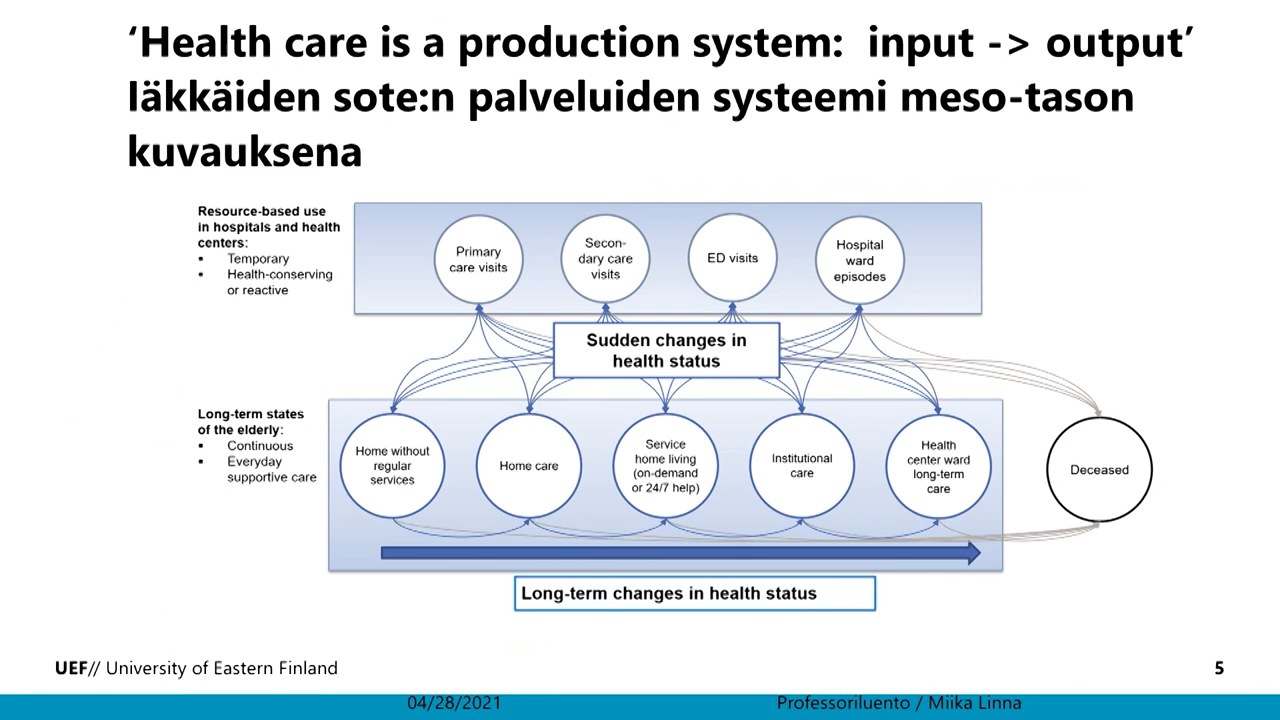 ‘Health care is a production system:  input -> output’
Iäkkäiden sote:n palveluiden systeemi meso-tason
kuvauksena
Resource-based use
in hospitals and health
centers:
▪ Temporary
▪ Health-conserving
or reactive
Primary
care visits
Secon-
dary care
visits
ED visits
Hospital
ward
episodes
Sudden changes in
health status
Long-term states
of the elderly:
▪ Continuous
▪ Everyday
supportive care
Home without
regular
services
Home care
Service
home living
(on-demand
or 24/7 help)
Institutional
care
Health
center ward
long-term
care
Deceased
Long-term changes in health status
UEF// University of Eastern Finland
5
04/28/2021
Professoriluento / Miika Linna